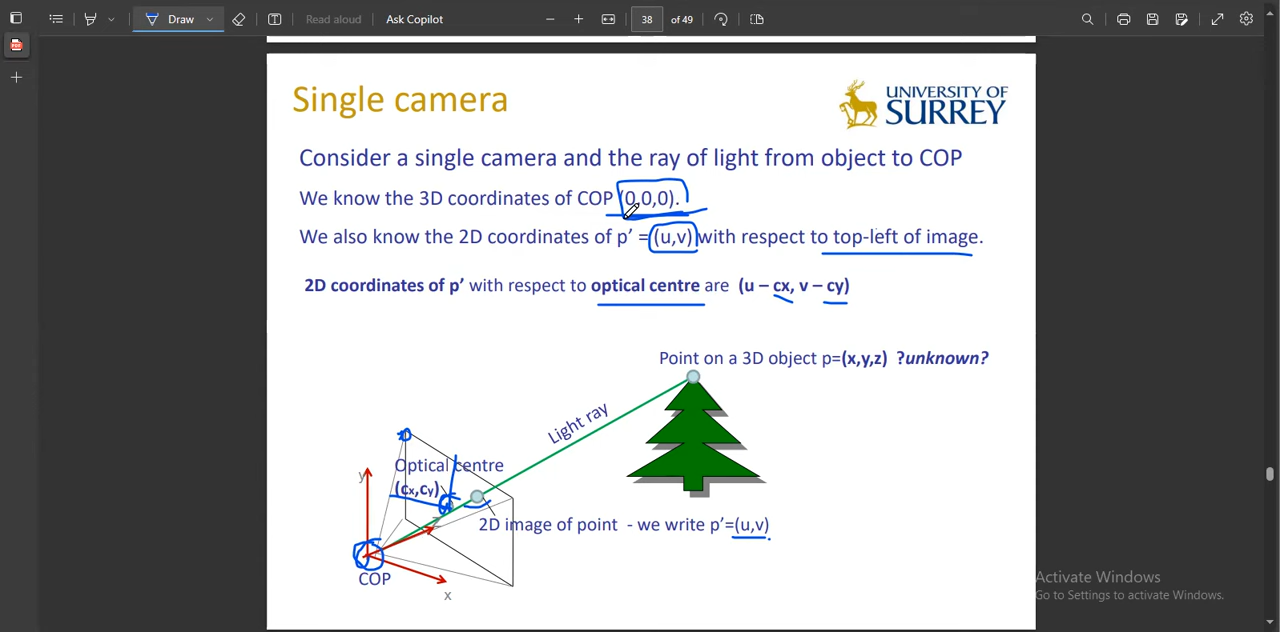 Draw
Read aloud
Ask Copilot
38
of 49
Single camera
UNIVERSITY OF
SURREY
Consider a single camera and the ray of light from object to COP
We know the 3D coordinates of COP (0,0,0).
We also know the 2D coordinates of p' = (u,v) with respect to top-left of image.
2D coordinates of p' with respect to optical centre are (u – cx, v – cy)
Point on a 3D object p=(x,y,z) ?unknown?
Light ray
Optical centre
(cx,cy)
y
2D image of point - we write p'=(u,v)
COP
x
Activate Windows
Go to Settings to activate Windows.